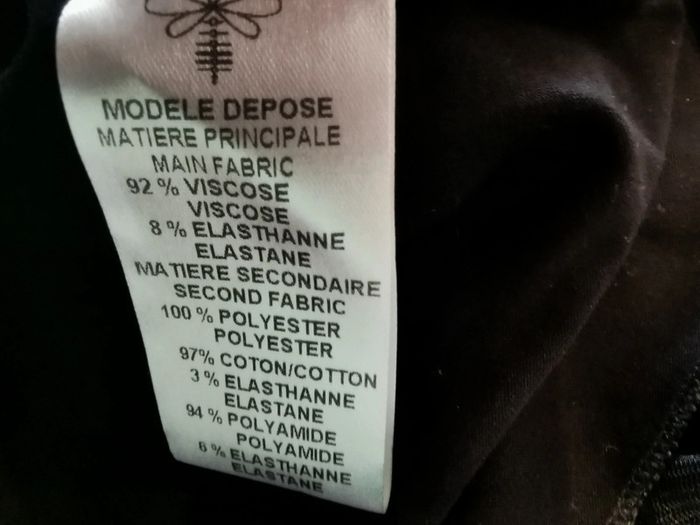 MODELE DEPOSE
MATIERE PRINCIPALE
MAIN FABRIC
92 % VISCOSE
VISCOSE
8 % ELASTHANNE
ELASTANE
MATIERE SECONDAIRE
SECOND FABRIC
100 % POLYESTER
POLYESTER
97% COTON/COTTON
3 % ELASTHANNE
ELASTANE
94 % POLYAMIDE
POLYAMIDE
6 % ELASTHANNE
ELASTANE